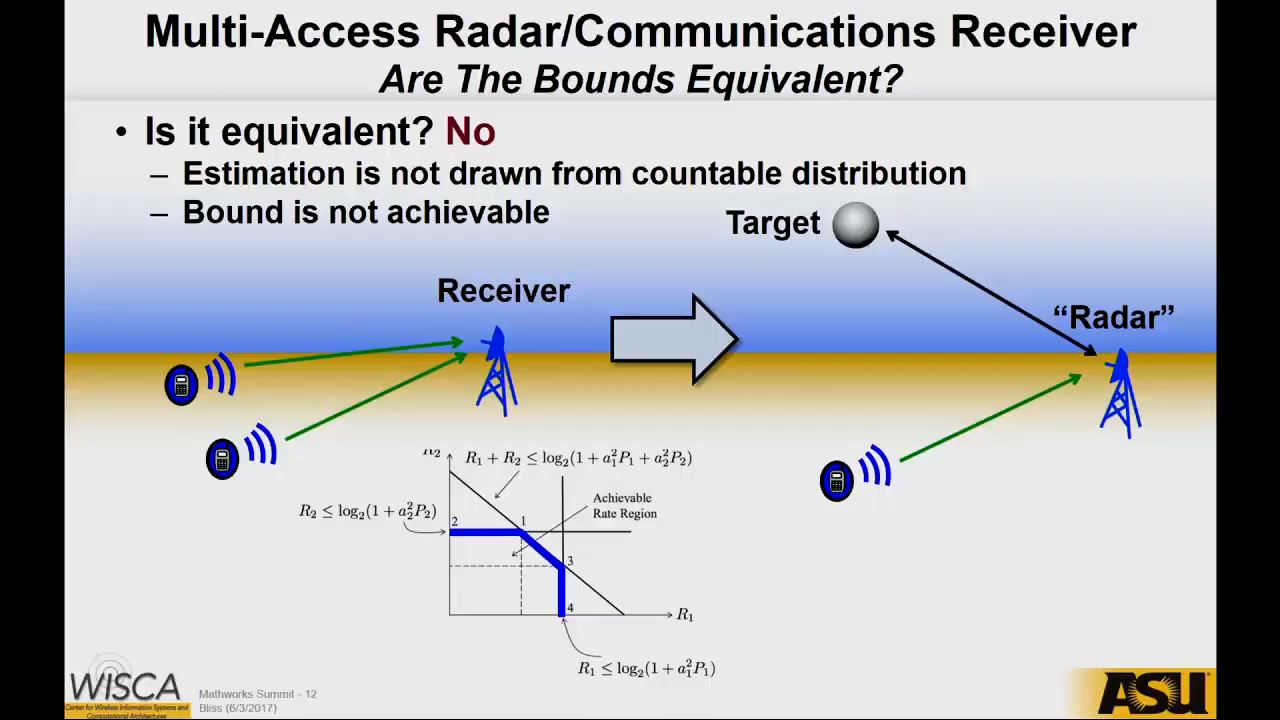 Multi-Access Radar/Communications Receiver
Are The Bounds Equivalent?
• Is it equivalent? No
– Estimation is not drawn from countable distribution
– Bound is not achievable
Target
Receiver
“Radar”
R₂
R₁ + R₂ ≤ log₂(1 + a₁²P₁ + a₂²P₂)
Achievable
Rate Region
R₂ ≤ log₂(1 + a₂²P₂)
2
1
3
4
R₁
R₁ ≤ log₂(1 + a₁²P₁)
WISCA
Center for Wireless Information Systems and
Computational Architectures
Mathworks Summit - 12
Bliss (6/3/2017)
ASU